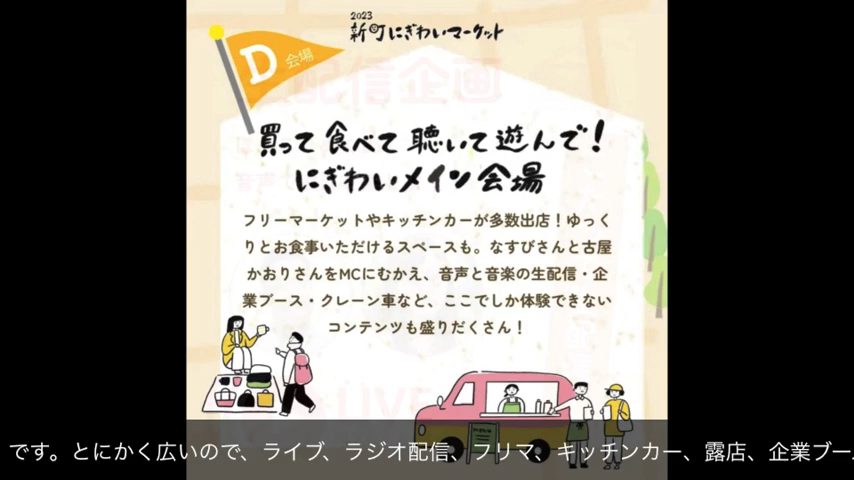 2023
新町にぎわいマーケット
D
会場
配信企画
買って食べて聴いて遊んで！
にぎわいメイン会場
フリーマーケットやキッチンカーが多数出店！ゆっく
りとお食事いただけるスペースも。なすびさんと古屋
かおりさんをMCにむかえ、音声と音楽の生配信・企
業ブース・クレーン車など、ここでしか体験できない
コンテンツも盛りだくさん！
LIVE
です。とにかく広いので、ライブ、ラジオ配信、フリマ、キッチンカー、露店、企業ブー